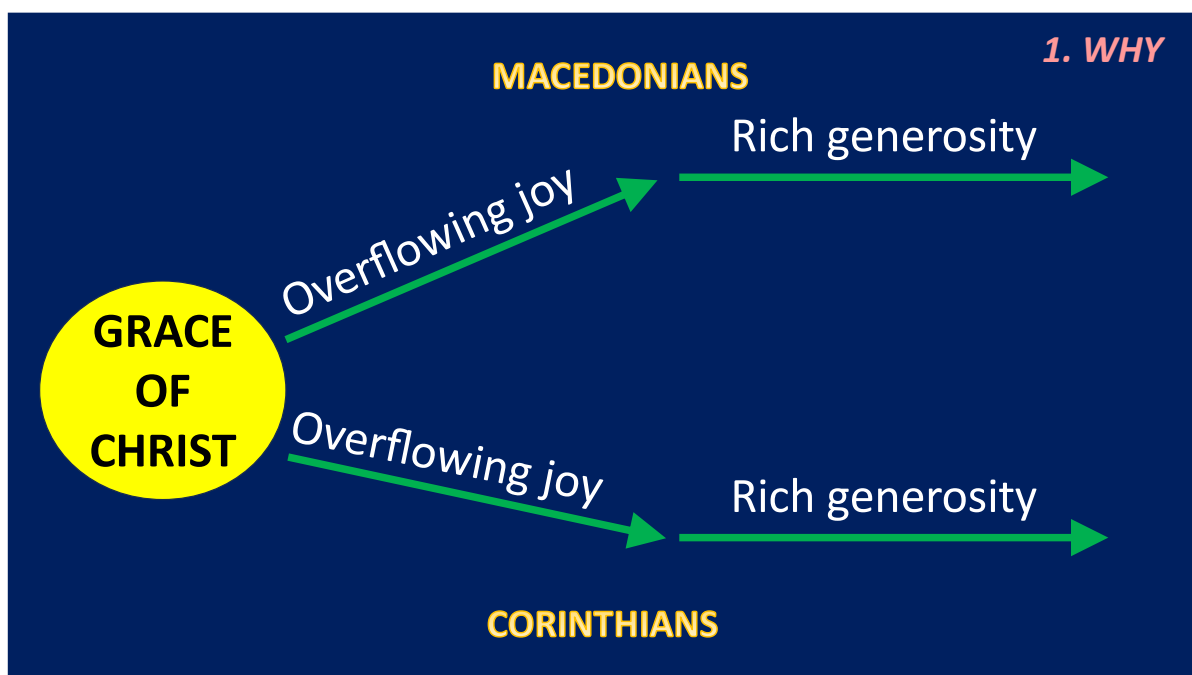 1. WHY
MACEDONIANS
Rich generosity
Overflowing joy
GRACE
OF
CHRIST
Overflowing joy
Rich generosity
CORINTHIANS